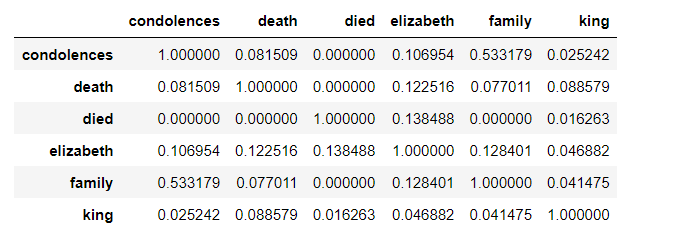 condolences death died elizabeth family king
condolences 1.000000 0.081509 0.000000 0.106954 0.533179 0.025242
death 0.081509 1.000000 0.000000 0.122516 0.077011 0.088579
died 0.000000 0.000000 1.000000 0.138488 0.000000 0.016263
elizabeth 0.106954 0.122516 0.138488 1.000000 0.128401 0.046882
family 0.533179 0.077011 0.000000 0.128401 1.000000 0.041475
king 0.025242 0.088579 0.016263 0.046882 0.041475 1.000000